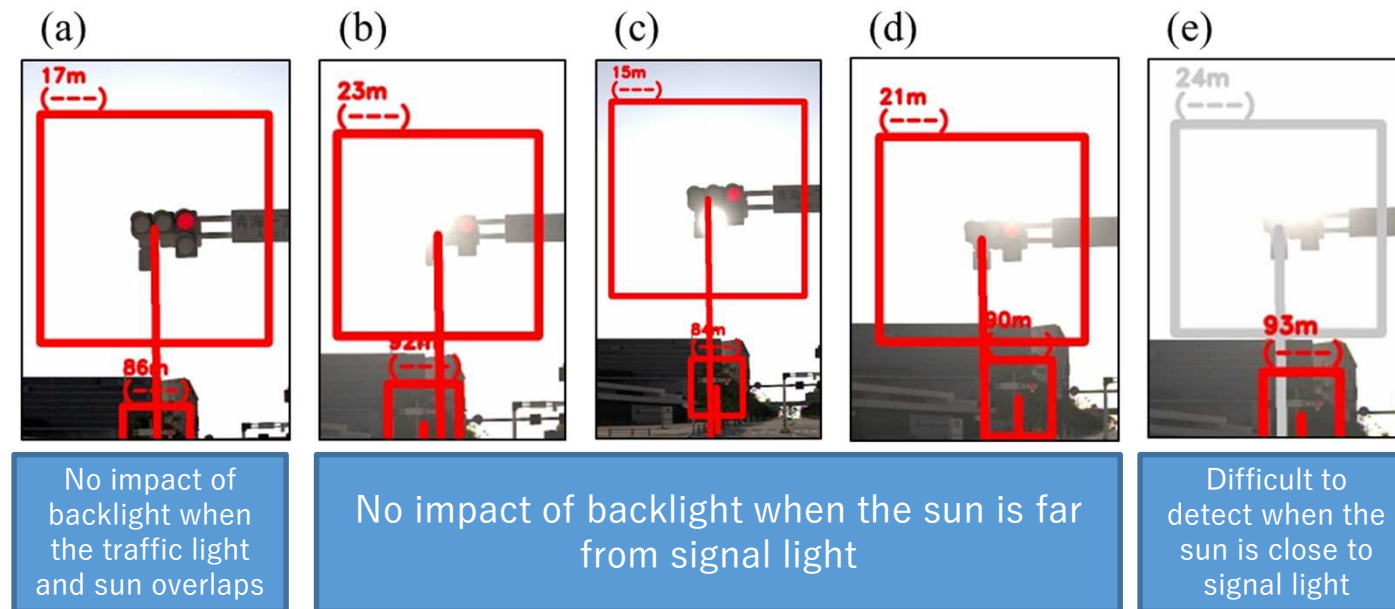 (a)
(b)
(c)
(d)
(e)
17m
(---)
86m
(---)
23m
(---)
92m
(---)
15m
(---)
84m
(---)
21m
(---)
90m
24m
(---)
93m
(---)
No impact of
backlight when
the traffic light
and sun overlaps
No impact of backlight when the sun is far
from signal light
Difficult to
detect when the
sun is close to
signal light